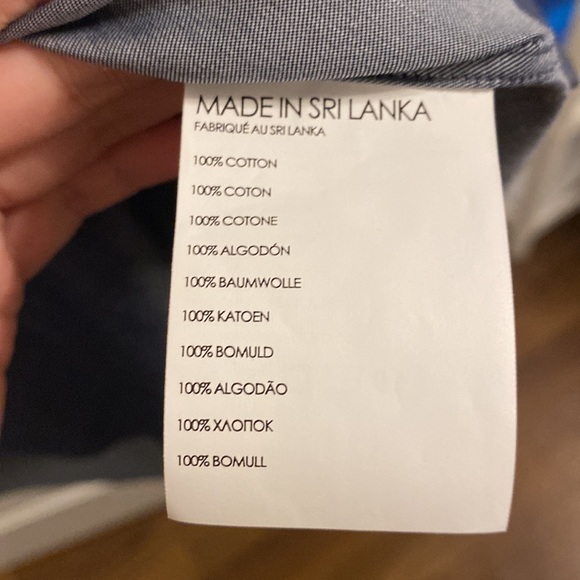 MADE IN SRI LANKA
FABRIQUÉ AU SRI LANKA
100% COTTON
100% COTON
100% COTONE
100% ALGODÓN
100% BAUMWOLLE
100% KATOEN
100% BOMULD
100% ALGODÃO
100% ХЛОПОК
100% BOMULL